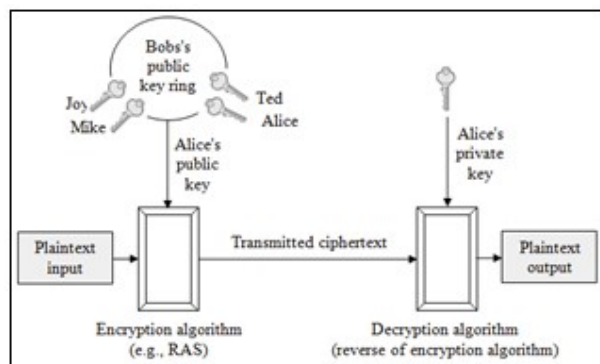 Bobs's
public
key ring
Joy
Mike
Ted
Alice
Alice's
public
key
Alice's
private
key
Plaintext
input
Transmitted ciphertext
Plaintext
output
Encryption algorithm
(e.g., RAS)
Decryption algorithm
(reverse of encryption algorithm)